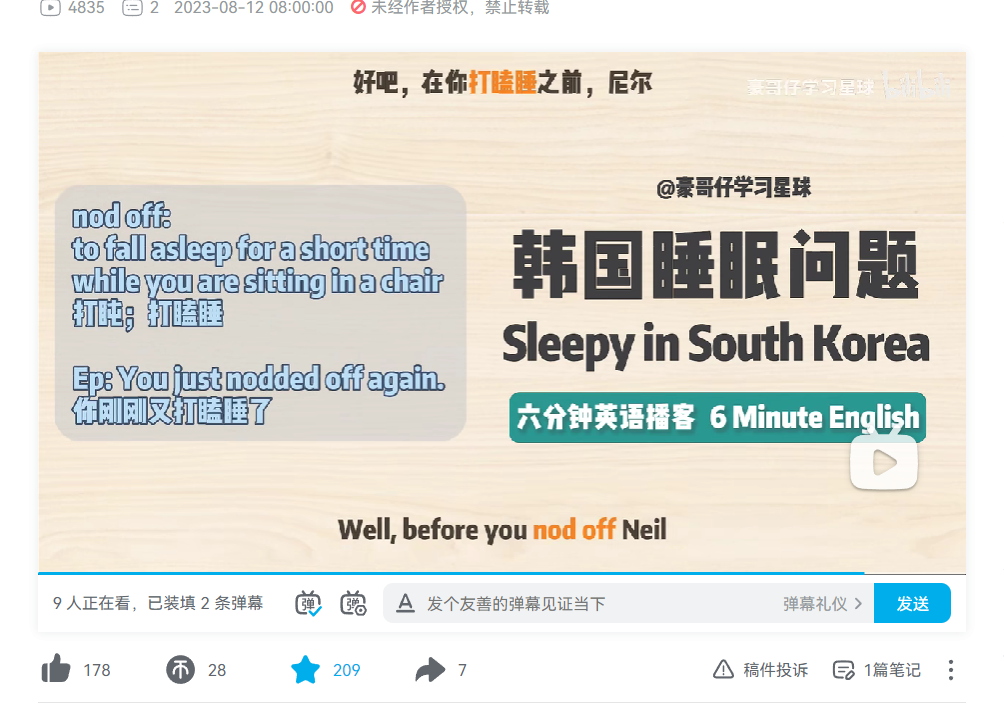 4835 2 2023-08-12 08:00:00 未经作者授权，禁止转载
好吧，在你打瞌睡之前，尼尔
豪哥仔学习星球
@豪哥仔学习星球
nod off:
to fall asleep for a short time
while you are sitting in a chair
打盹；打瞌睡
Ep: You just nodded off again.
你刚刚又打瞌睡了
韩国睡眠问题
Sleepy in South Korea
六分钟英语播客 6 Minute English
Well, before you nod off Neil
9 人正在看，已装填 2 条弹幕
弹
弹
A 发个友善的弹幕见证当下 弹幕礼仪 发送
178 28 209 7 稿件投诉 1篇笔记